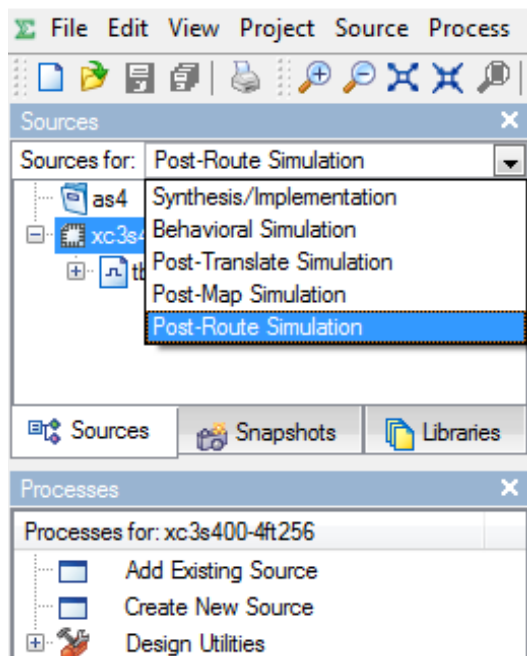 File Edit View Project Source Process
Sources
Sources for: Post-Route Simulation
as4 Synthesis/Implementation
xc3s4 Behavioral Simulation
Post-Translate Simulation
Post-Map Simulation
Post-Route Simulation
Sources Snapshots Libraries
Processes
Processes for: xc3s400-4ft256
Add Existing Source
Create New Source
Design Utilities